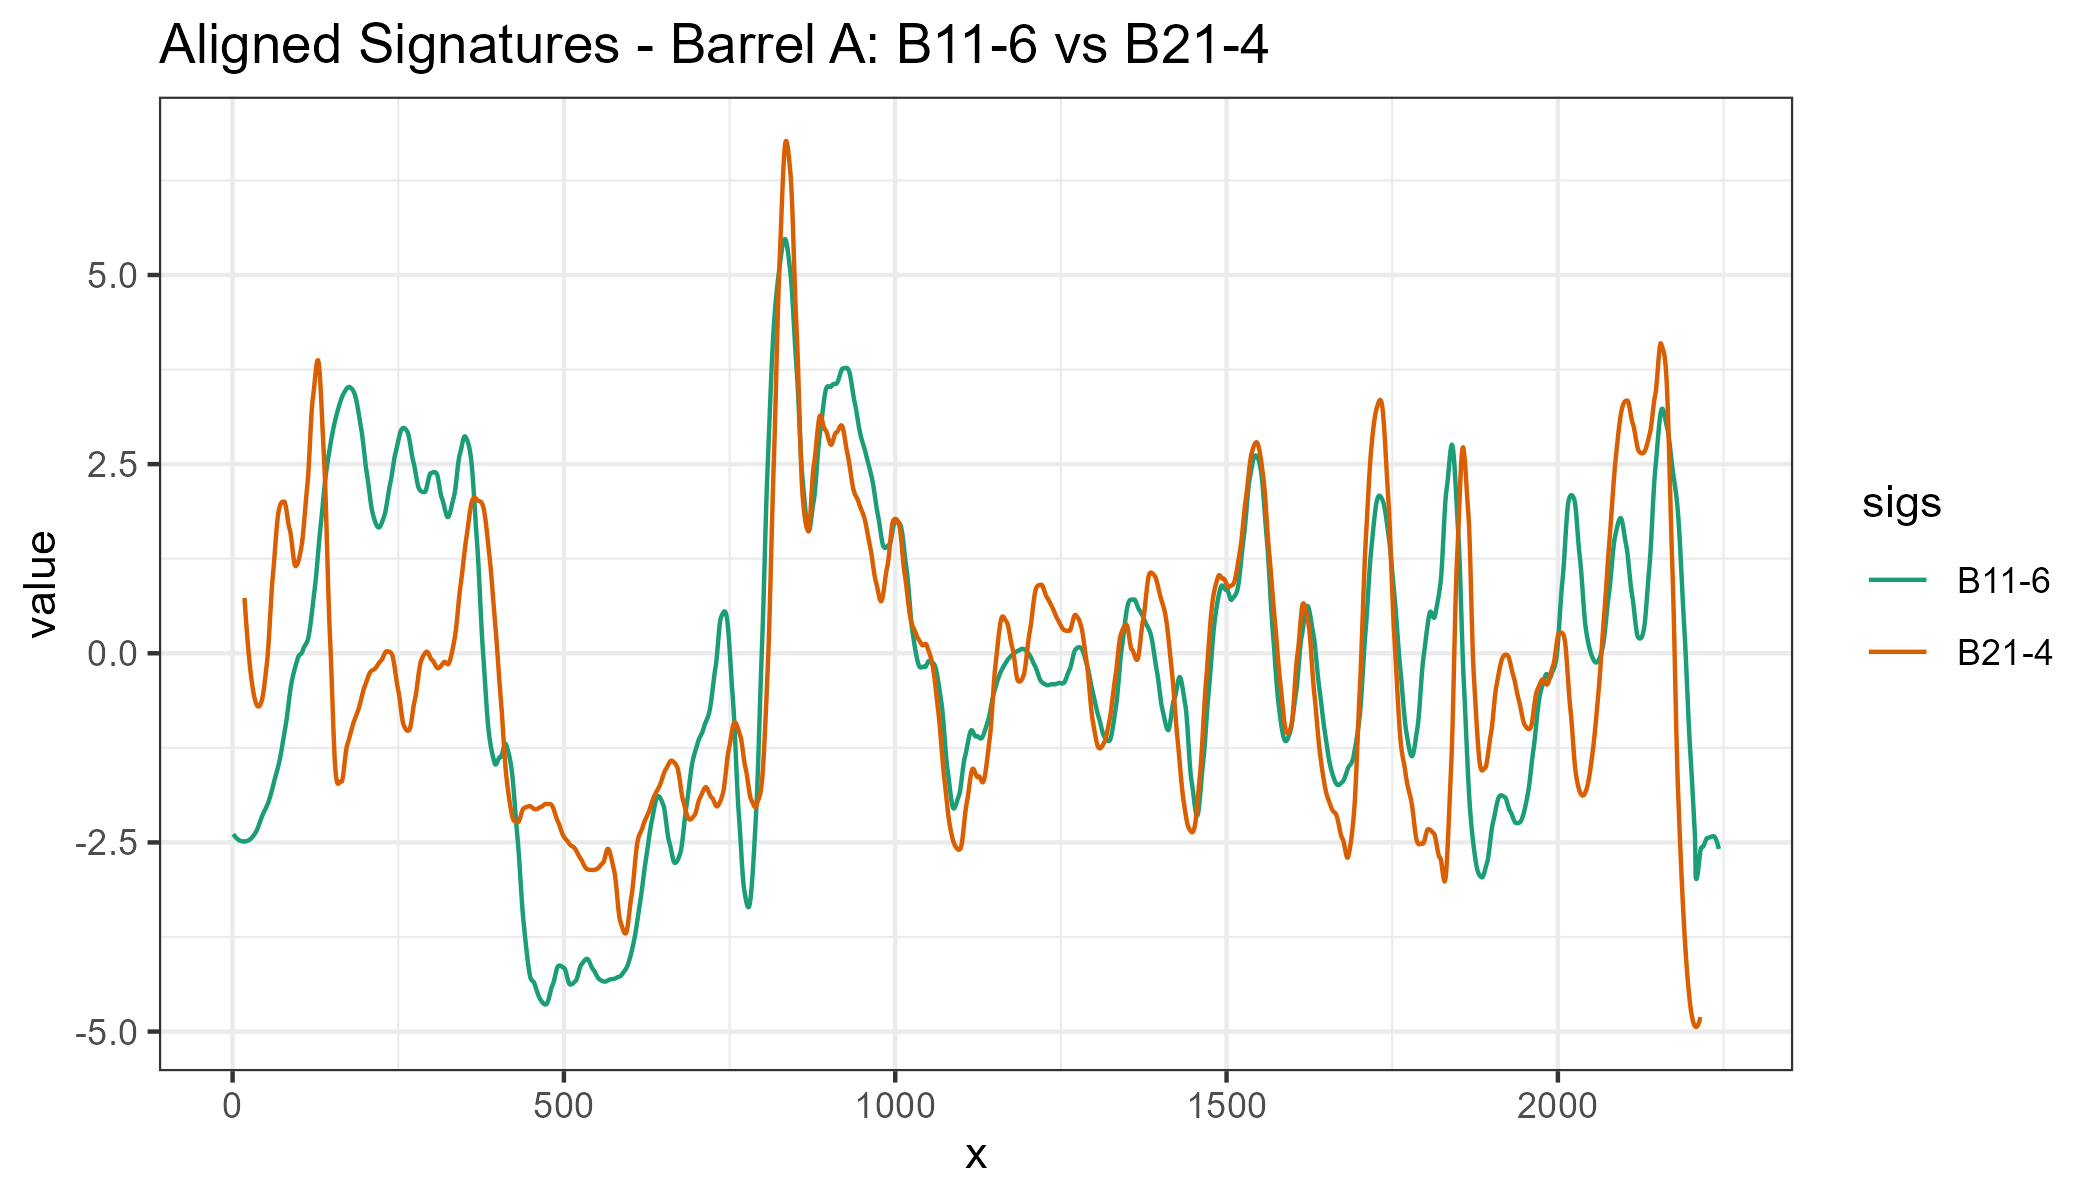 Aligned Signatures - Barrel A: B11-6 vs B21-4
value
5.0
2.5
0.0
-2.5
-5.0
0 500 1000 1500 2000
x
sigs
B11-6
B21-4